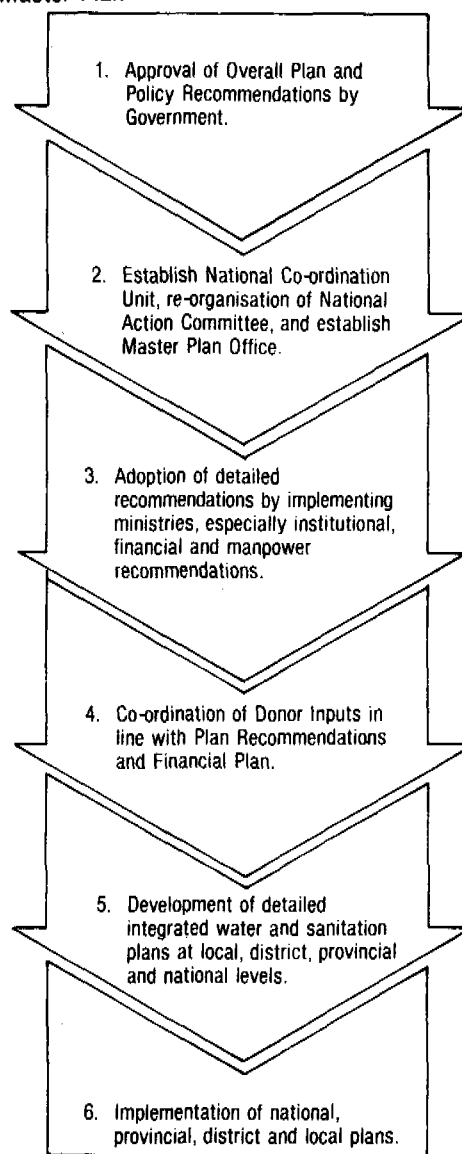 1. Approval of Overall Plan and
Policy Recommendations by
Government.
2. Establish National Co-ordination
Unit, re-organisation of National
Action Committee, and establish
Master Plan Office.
3. Adoption of detailed
recommendations by implementing
ministries, especially institutional,
financial and manpower
recommendations.
4. Co-ordination of Donor Inputs in
line with Plan Recommendations
and Financial Plan.
5. Development of detailed
integrated water and sanitation
plans at local, district, provincial
and national levels.
6. Implementation of national,
provincial, district and local plans.